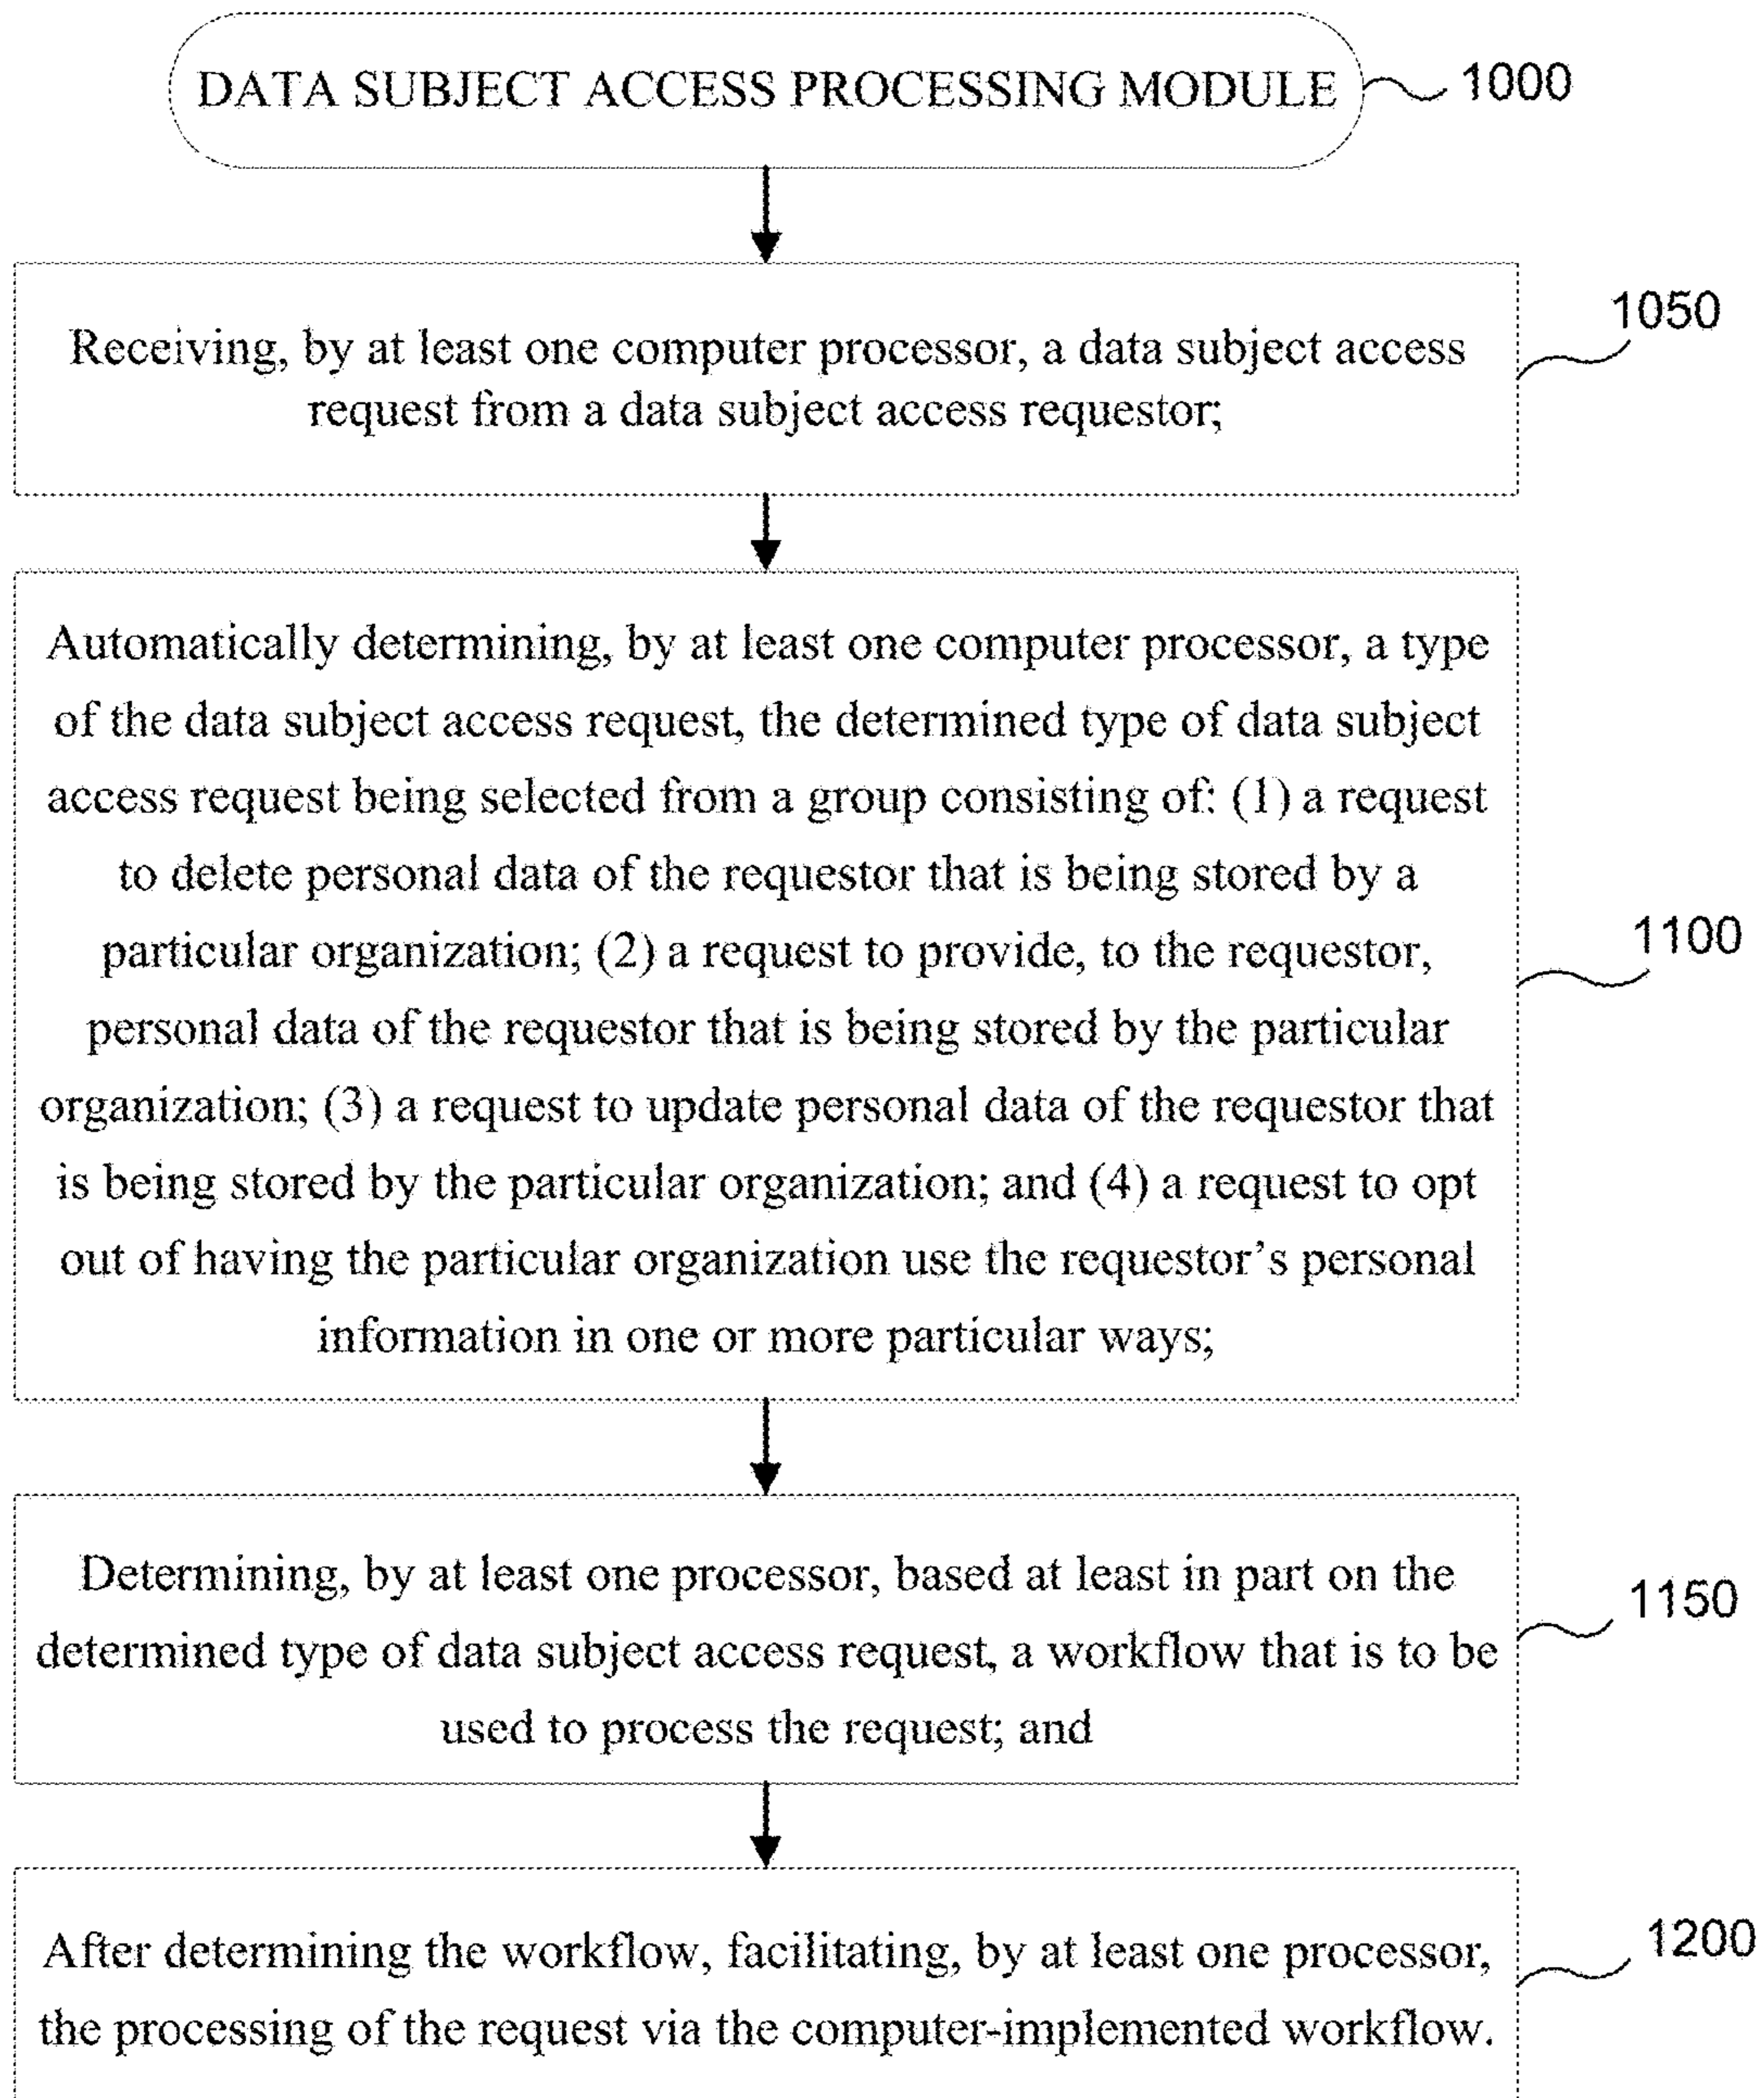 DATA SUBJECT ACCESS PROCESSING MODULE
1000
Receiving, by at least one computer processor, a data subject access
request from a data subject access requestor;
1050
Automatically determining, by at least one computer processor, a type
of the data subject access request, the determined type of data subject
access request being selected from a group consisting of: (1) a request
to delete personal data of the requestor that is being stored by a
particular organization; (2) a request to provide, to the requestor,
personal data of the requestor that is being stored by the particular
organization; (3) a request to update personal data of the requestor that
is being stored by the particular organization; and (4) a request to opt
out of having the particular organization use the requestor’s personal
information in one or more particular ways;
1100
Determining, by at least one processor, based at least in part on the
determined type of data subject access request, a workflow that is to be
used to process the request; and
1150
After determining the workflow, facilitating, by at least one processor,
the processing of the request via the computer-implemented workflow.
1200